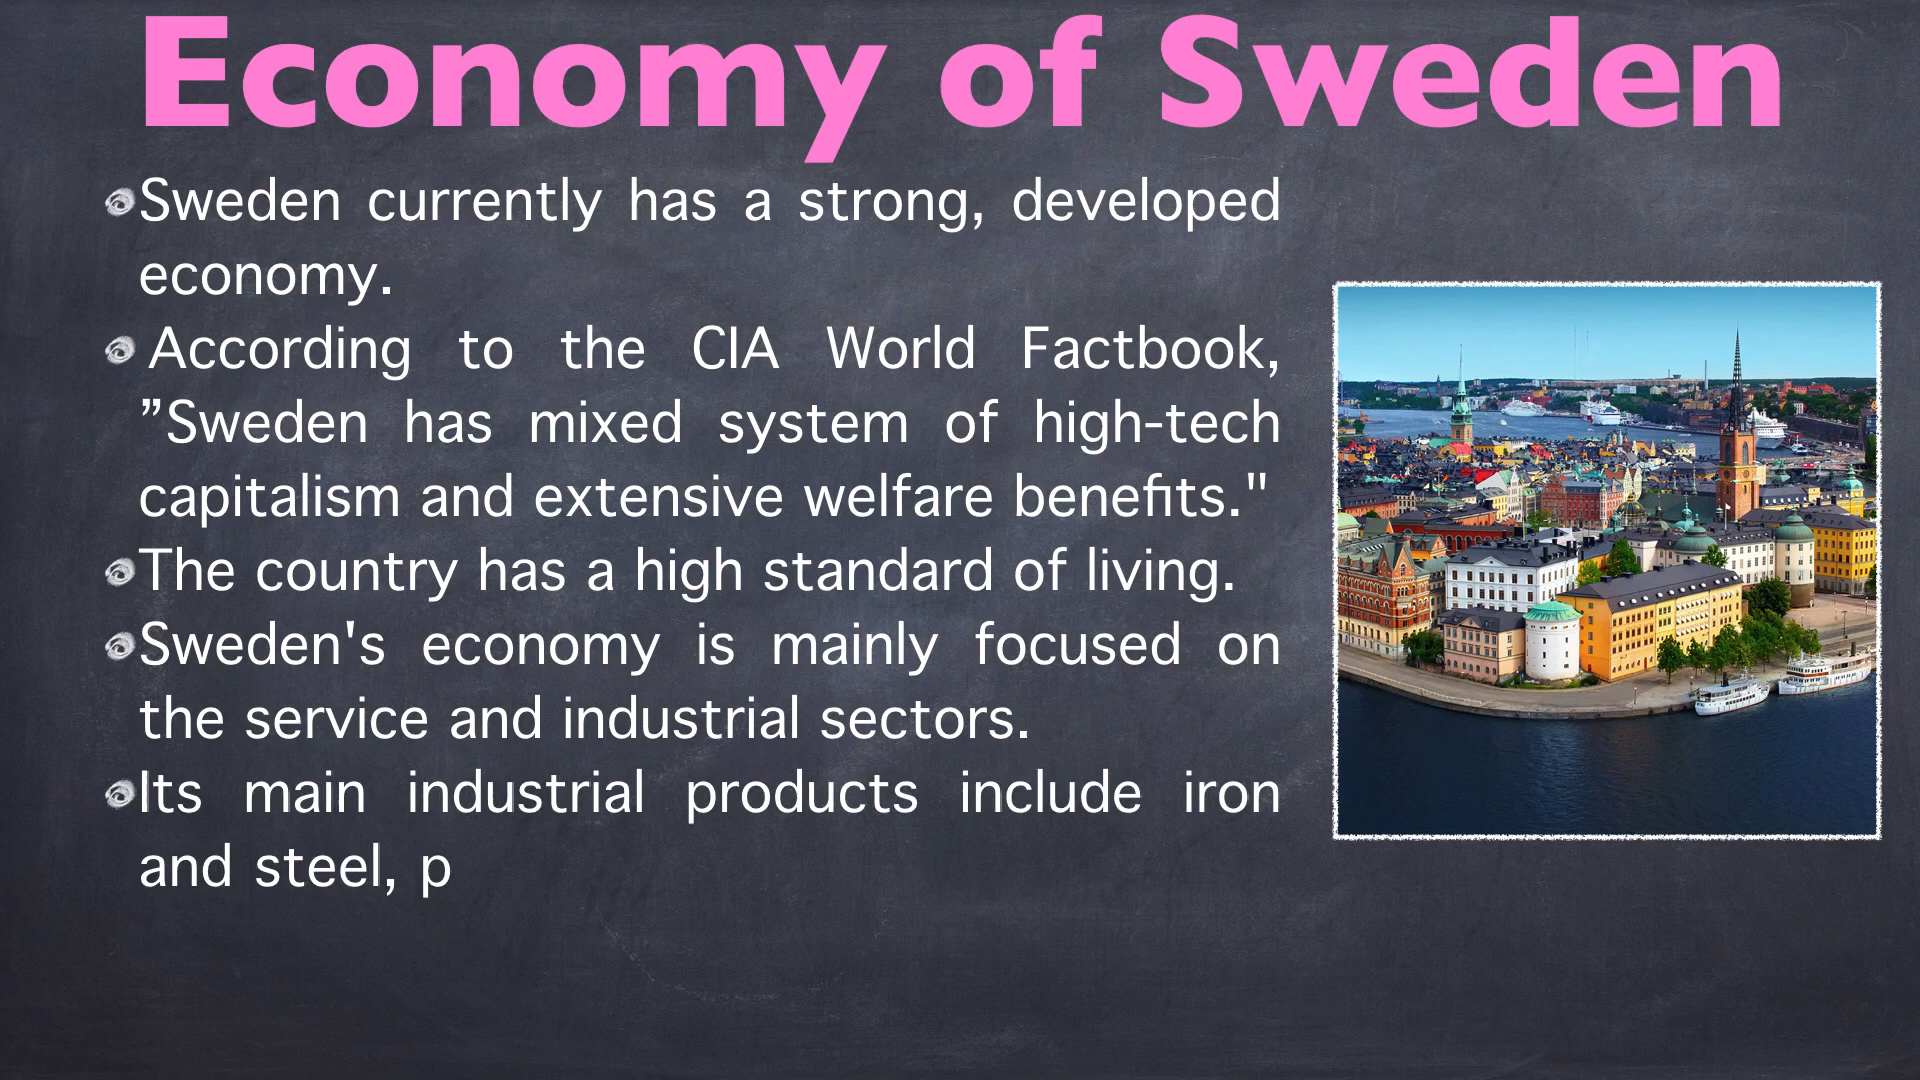 Economy of Sweden
Sweden currently has a strong, developed
economy.
According to the CIA World Factbook,
”Sweden has mixed system of high-tech
capitalism and extensive welfare benefits."
The country has a high standard of living.
Sweden's economy is mainly focused on
the service and industrial sectors.
Its main industrial products include iron
and steel, p